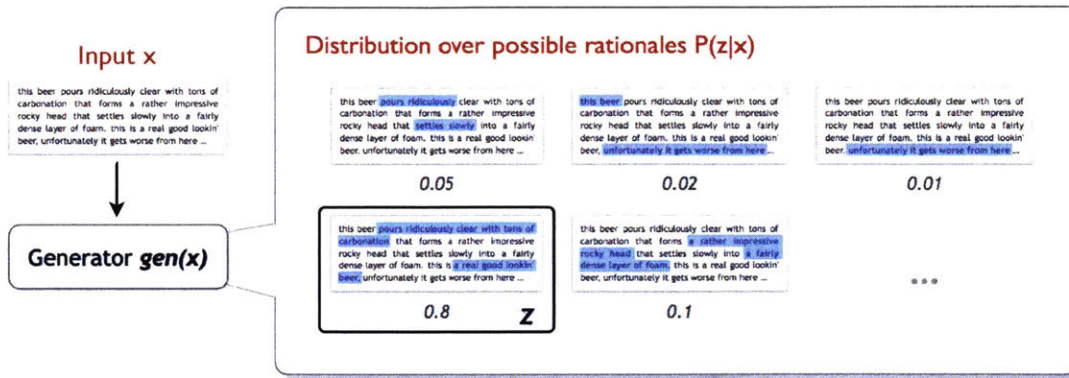 Input x
this beer pours ridiculously clear with tons of
carbonation that forms a rather impressive
rocky head that settles slowly into a fairly
dense layer of foam. this is a real good lookin'
beer, unfortunately it gets worse from here ...
Generator gen(x)
Distribution over possible rationales P(z|x)
this beer pours ridiculously clear with tons of
carbonation that forms a rather impressive
rocky head that settles slowly into a fairly
dense layer of foam. this is a real good lookin'
beer, unfortunately it gets worse from here ...
0.05
this beer pours ridiculously clear with tons of
carbonation that forms a rather impressive
rocky head that settles slowly into a fairly
dense layer of foam. this is a real good lookin'
beer, unfortunately it gets worse from here ...
0.02
this beer pours ridiculously clear with tons of
carbonation that forms a rather impressive
rocky head that settles slowly into a fairly
dense layer of foam. this is a real good lookin'
beer, unfortunately it gets worse from here ...
0.01
this beer pours ridiculously clear with tons of
carbonation that forms a rather impressive
rocky head that settles slowly into a fairly
dense layer of foam. this is a real good lookin'
beer, unfortunately it gets worse from here ...
0.8 z
this beer pours ridiculously clear with tons of
carbonation that forms a rather impressive
rocky head that settles slowly into a fairly
dense layer of foam. this is a real good lookin'
beer, unfortunately it gets worse from here ...
0.1
...